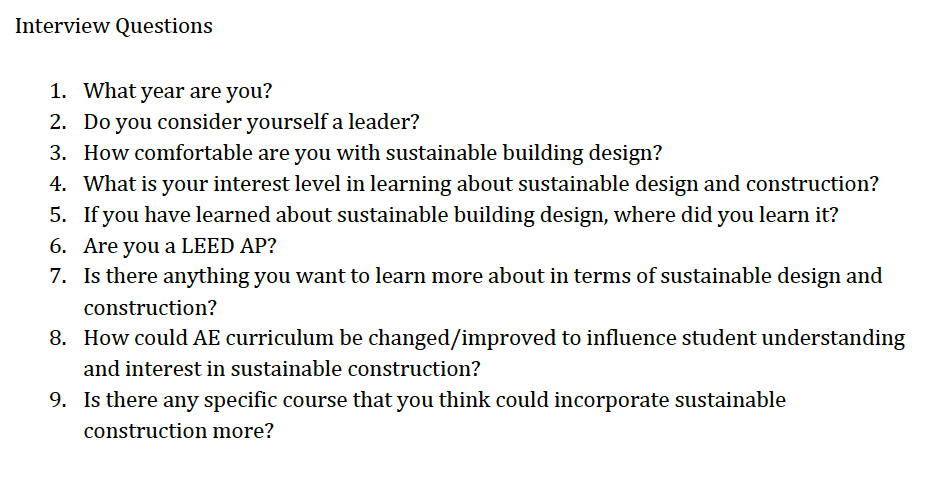 Interview Questions
1. What year are you?
2. Do you consider yourself a leader?
3. How comfortable are you with sustainable building design?
4. What is your interest level in learning about sustainable design and construction?
5. If you have learned about sustainable building design, where did you learn it?
6. Are you a LEED AP?
7. Is there anything you want to learn more about in terms of sustainable design and
construction?
8. How could AE curriculum be changed/improved to influence student understanding
and interest in sustainable construction?
9. Is there any specific course that you think could incorporate sustainable
construction more?